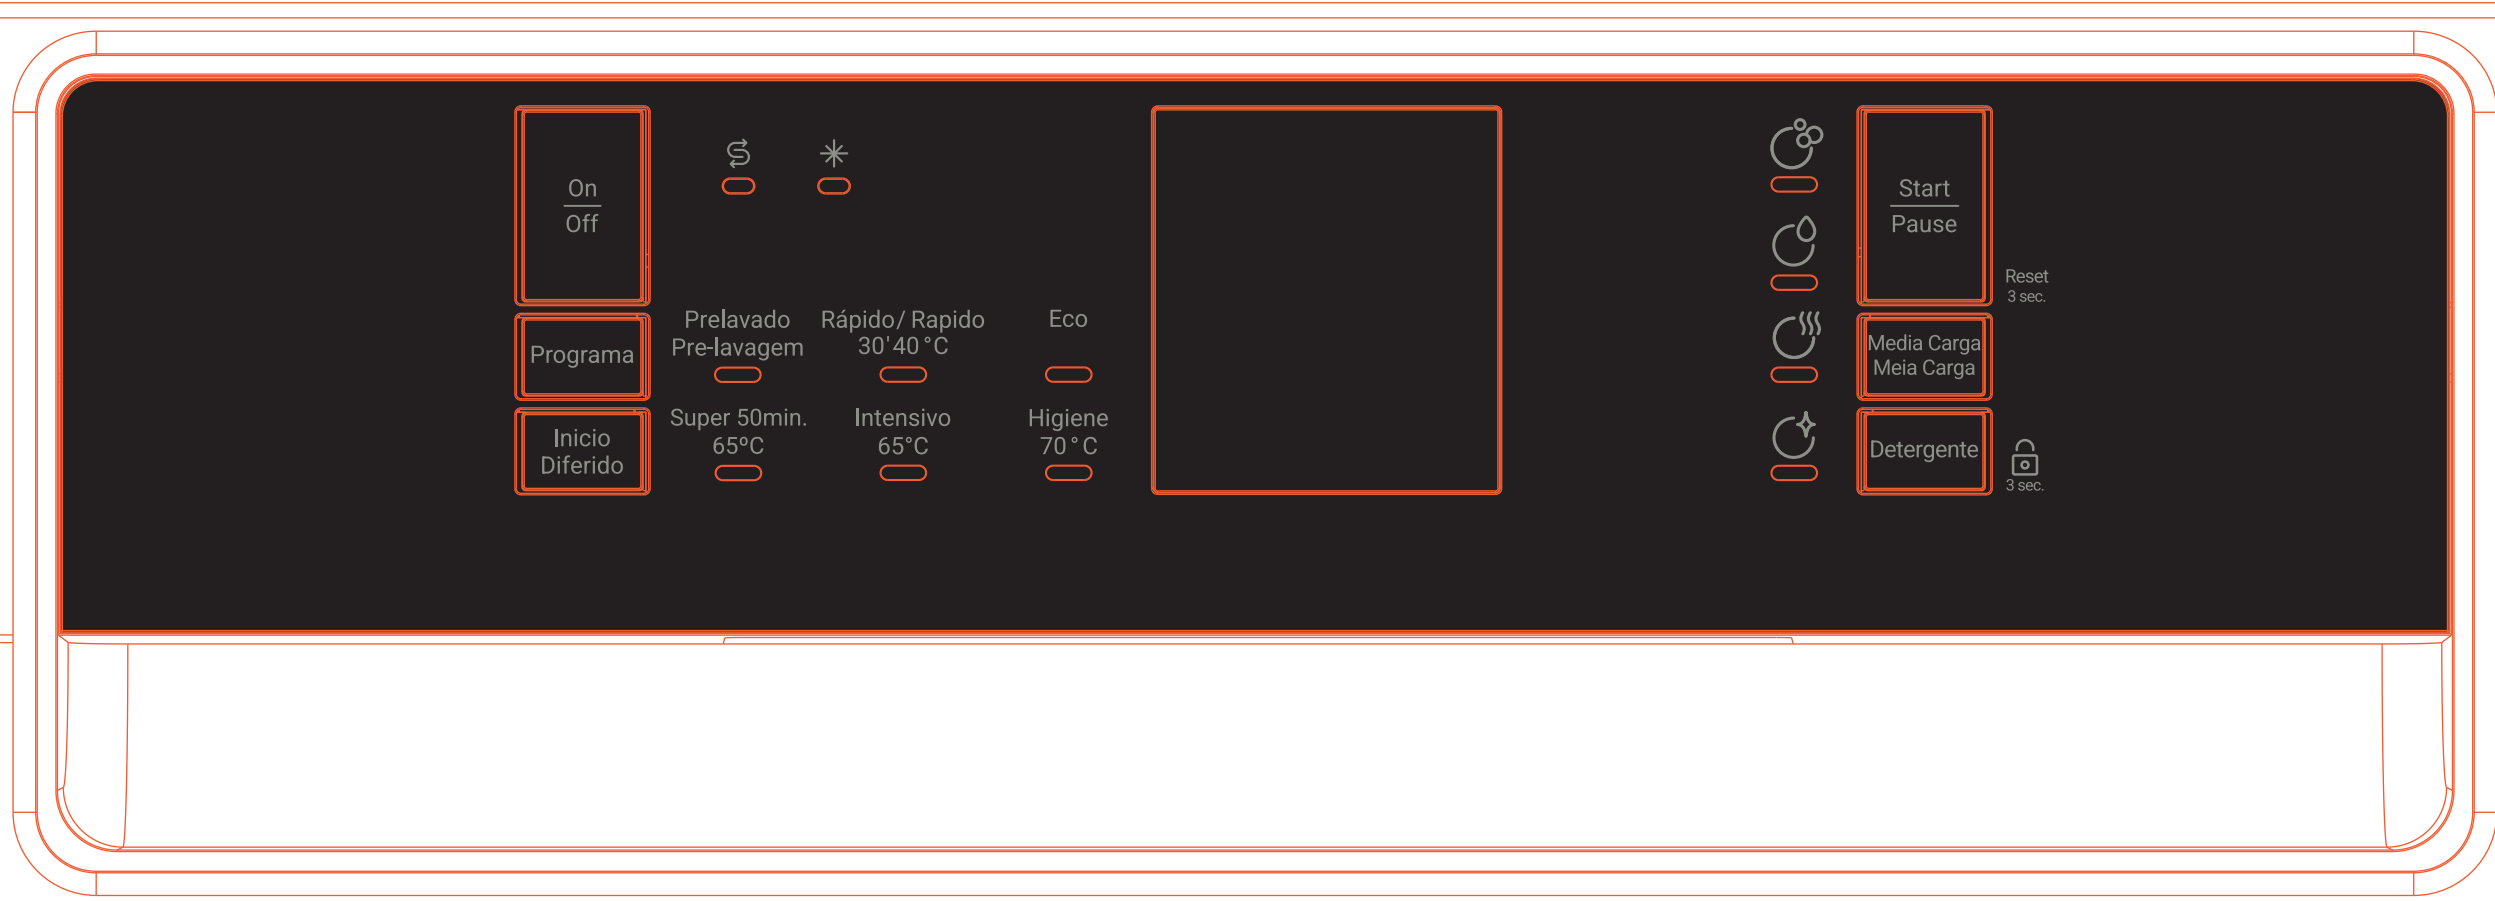 On
Off
Programa
Inicio
Diferido
Prelavado
Pre-lavagem
Rápido/ Rapido
30'40°C
Eco
Super 50min.
65ºC
Intensivo
65°C
Higiene
70°C
Start
Pause
Reset
3 sec.
Media Carga
Meia Carga
Detergente
3 sec.